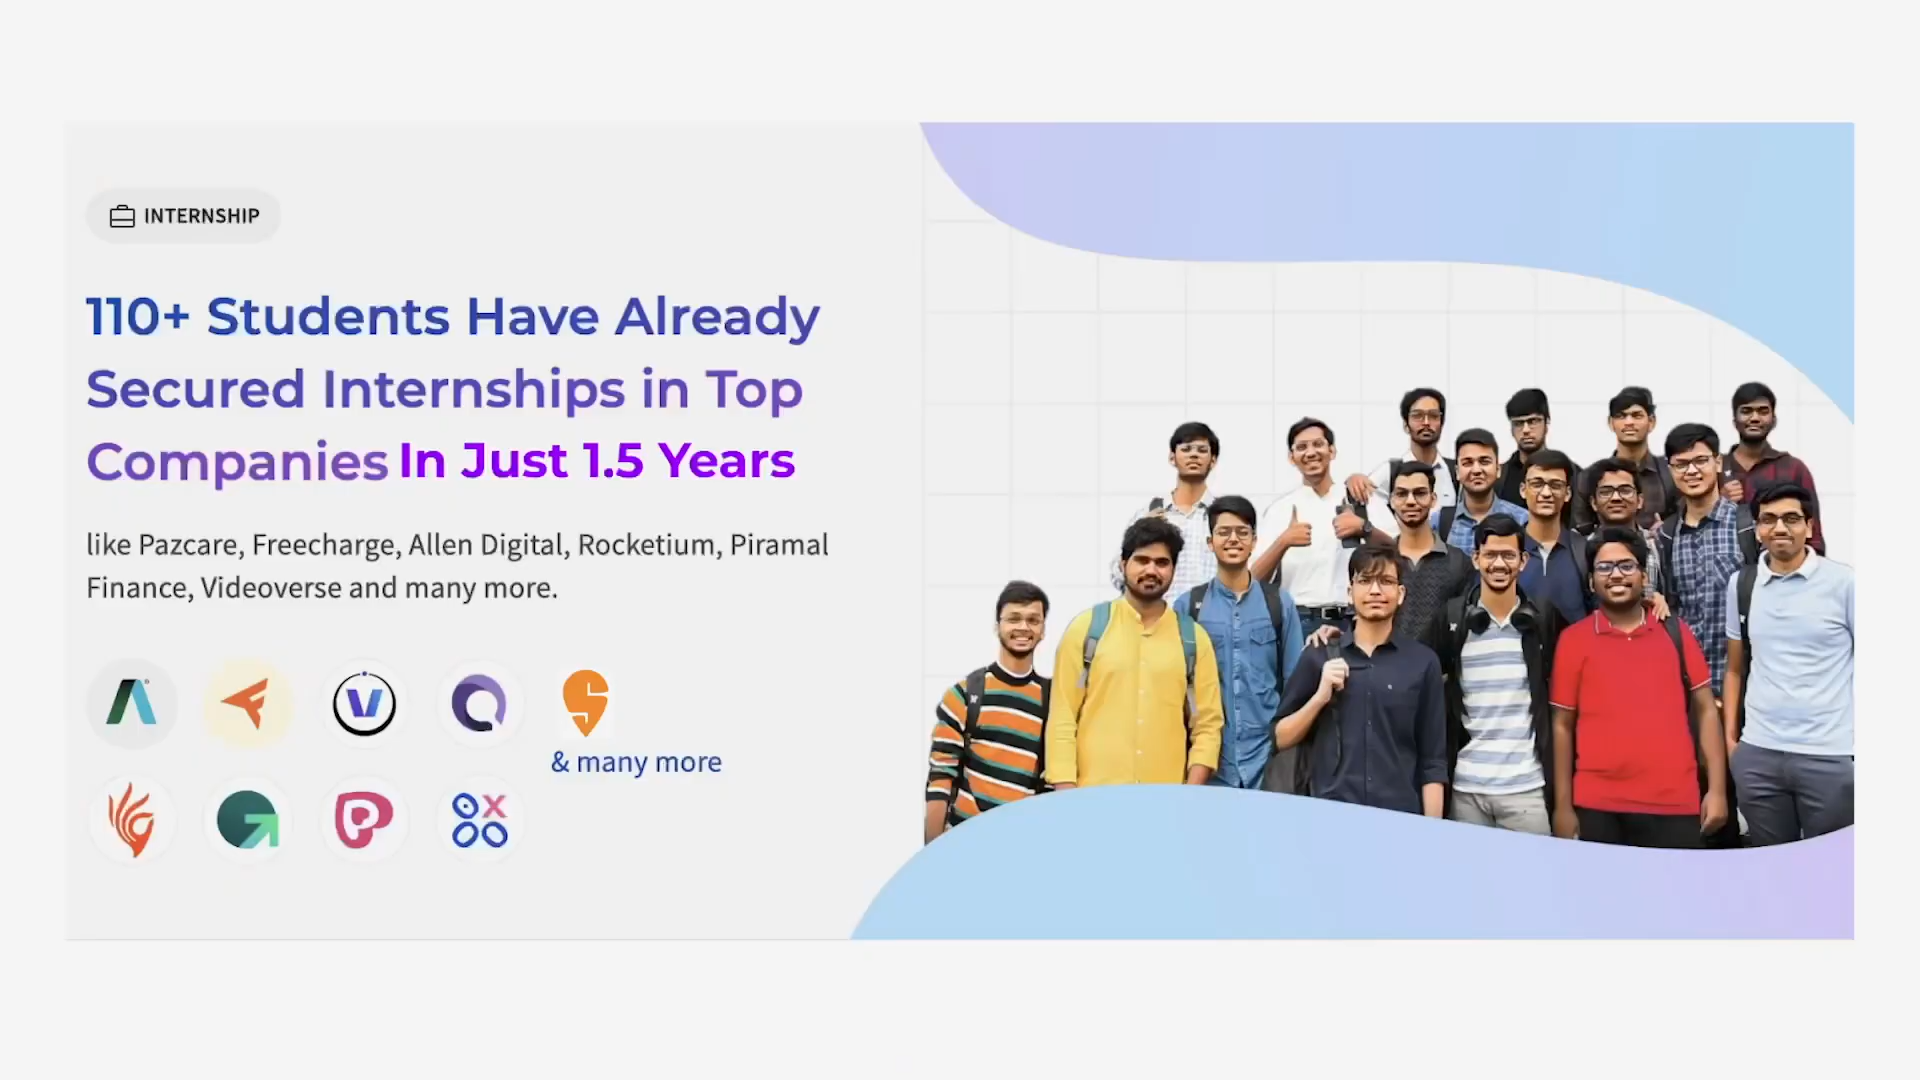 INTERNSHIP
110+ Students Have Already
Secured Internships in Top
Companies In Just 1.5 Years
like Pazcare, Freecharge, Allen Digital, Rocketium, Piramal
Finance, Videoverse and many more.
& many more